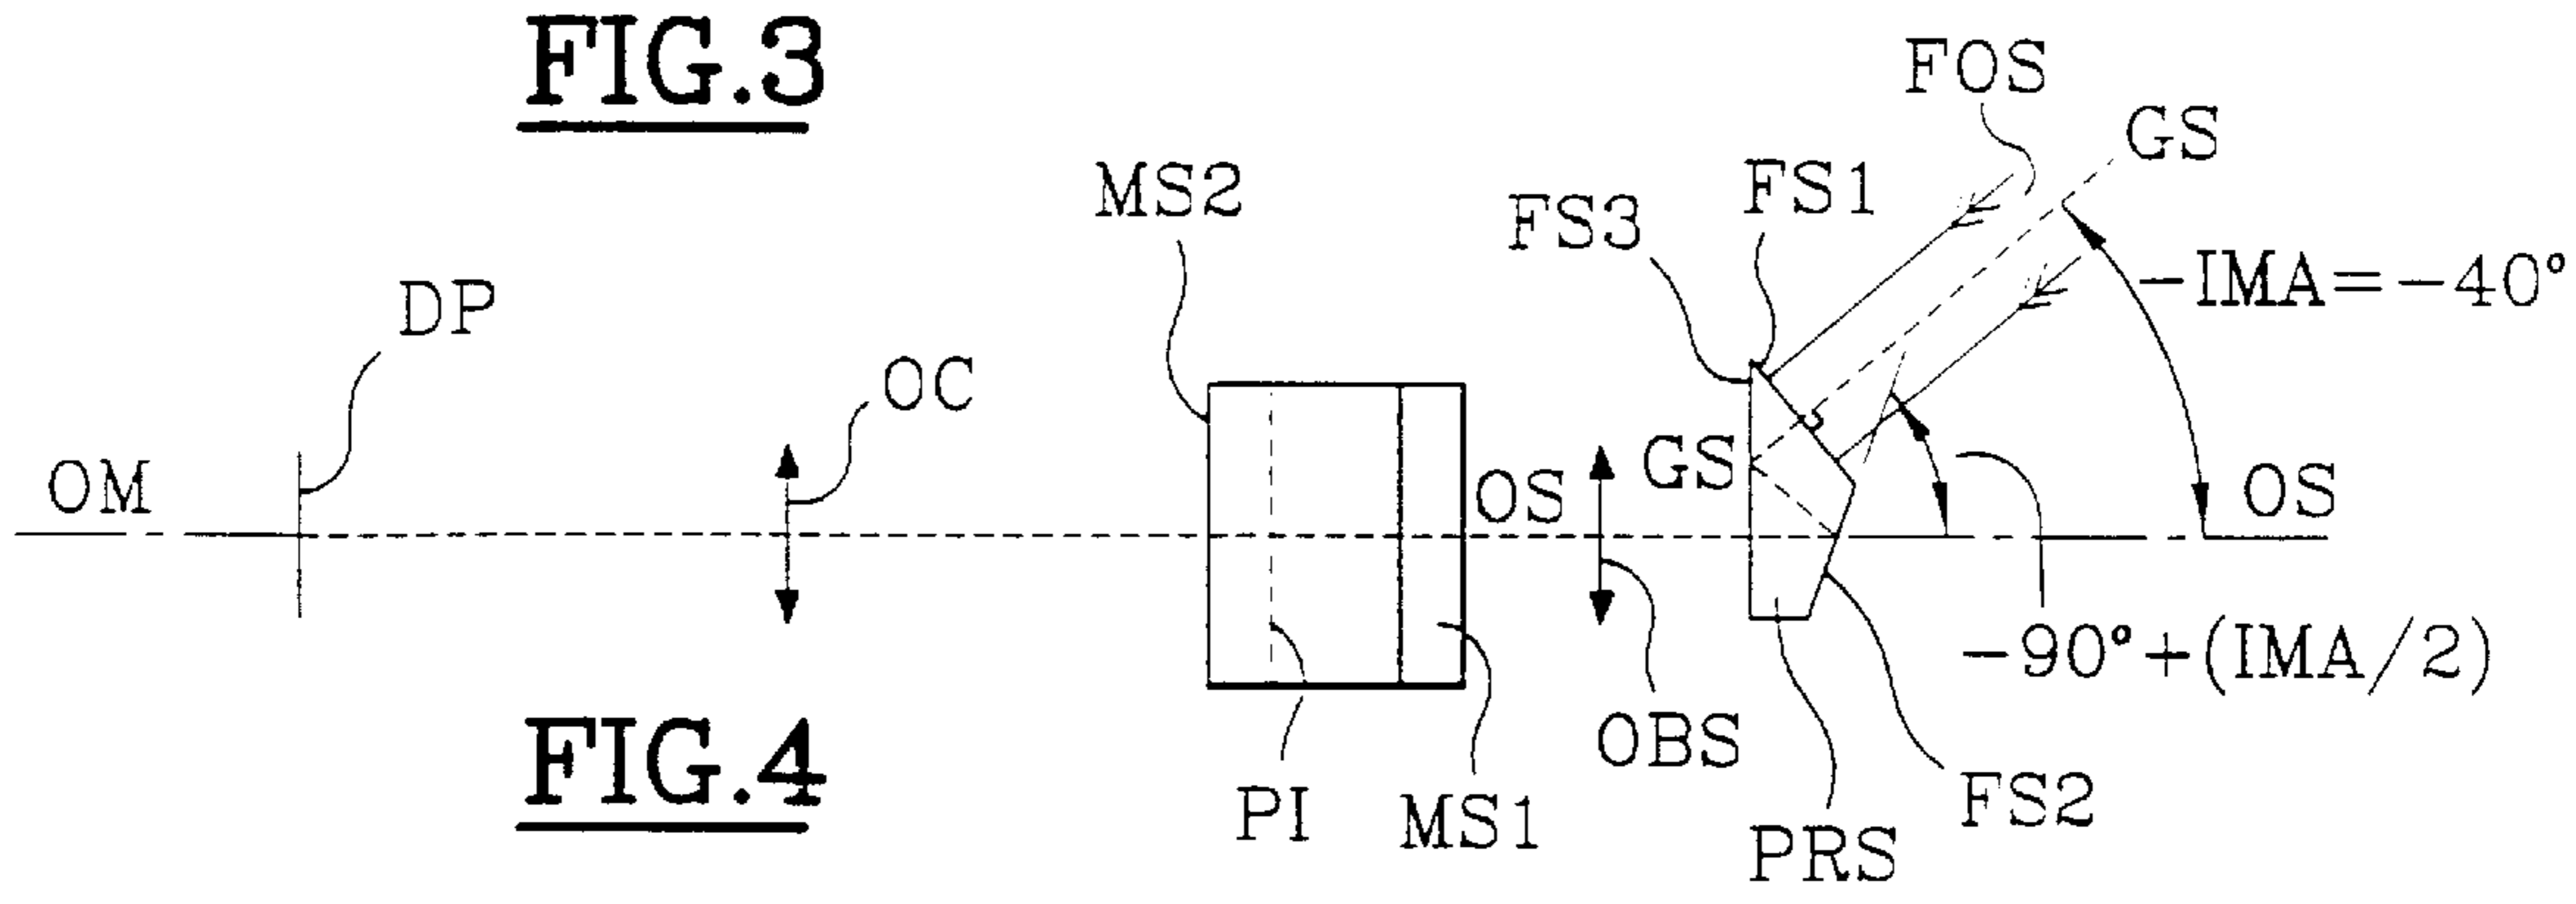 FIG.3
FOS
GS
MS2
FS1
FS3
-IMA=-40°
DP
OC
GS
OM
OS
OS
-90°+(IMA/2)
OBS
PI
MS1
FS2
PRS
FIG.4